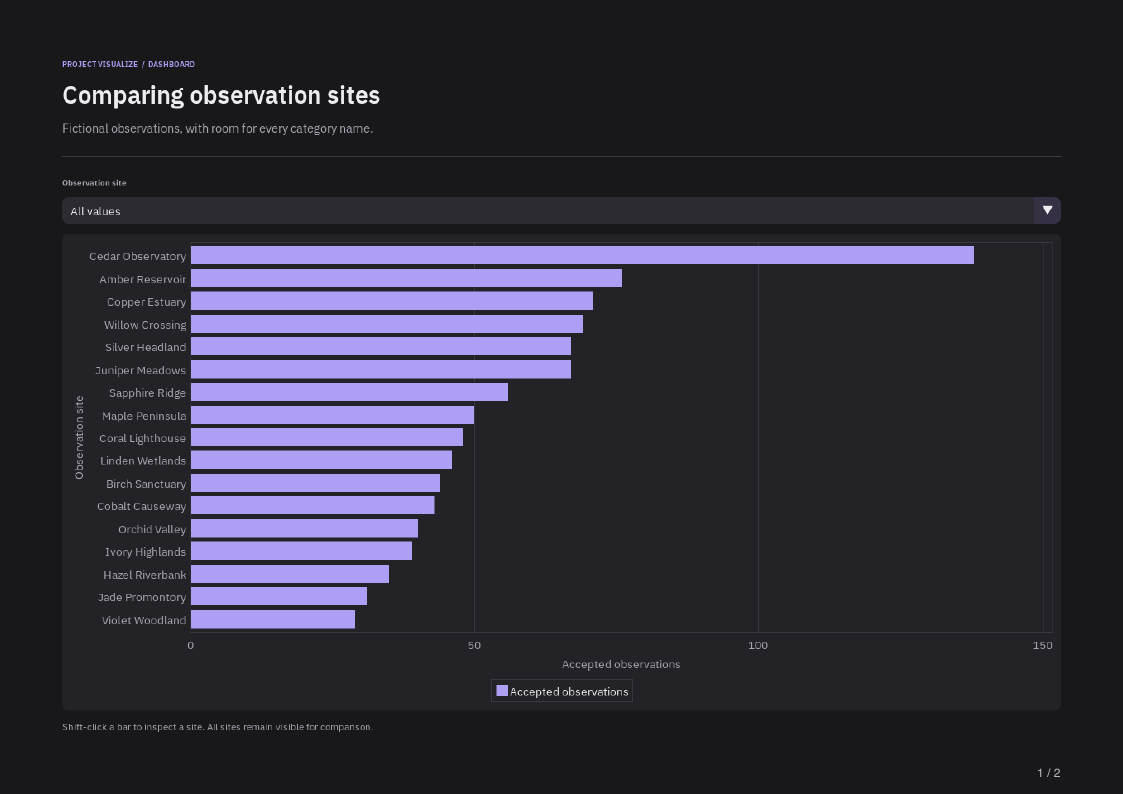 PROJECT VISUALIZE / DASHBOARD
Comparing observation sites
Fictional observations, with room for every category name.
Observation site
All values
Observation site
Cedar Observatory
Amber Reservoir
Copper Estuary
Willow Crossing
Silver Headland
Juniper Meadows
Sapphire Ridge
Maple Peninsula
Coral Lighthouse
Linden Wetlands
Birch Sanctuary
Cobalt Causeway
Orchid Valley
Ivory Highlands
Hazel Riverbank
Jade Promontory
Violet Woodland
0 50 100 150
Accepted observations
Accepted observations
Shift-click a bar to inspect a site. All sites remain visible for comparison.
1 / 2